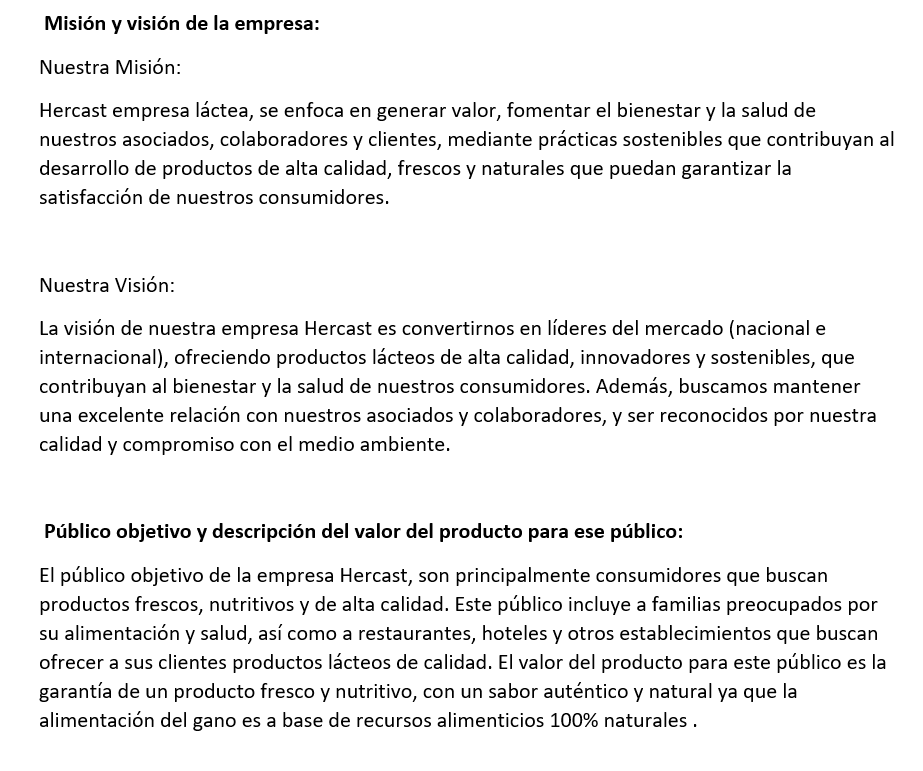 Misión y visión de la empresa:
Nuestra Misión:
Hercast empresa láctea, se enfoca en generar valor, fomentar el bienestar y la salud de
nuestros asociados, colaboradores y clientes, mediante prácticas sostenibles que contribuyan al
desarrollo de productos de alta calidad, frescos y naturales que puedan garantizar la
satisfacción de nuestros consumidores.
Nuestra Visión:
La visión de nuestra empresa Hercast es convertirnos en líderes del mercado (nacional e
internacional), ofreciendo productos lácteos de alta calidad, innovadores y sostenibles, que
contribuyan al bienestar y la salud de nuestros consumidores. Además, buscamos mantener
una excelente relación con nuestros asociados y colaboradores, y ser reconocidos por nuestra
calidad y compromiso con el medio ambiente.
Público objetivo y descripción del valor del producto para ese público:
El público objetivo de la empresa Hercast, son principalmente consumidores que buscan
productos frescos, nutritivos y de alta calidad. Este público incluye a familias preocupados por
su alimentación y salud, así como a restaurantes, hoteles y otros establecimientos que buscan
ofrecer a sus clientes productos lácteos de calidad. El valor del producto para este público es la
garantía de un producto fresco y nutritivo, con un sabor auténtico y natural ya que la
alimentación del gano es a base de recursos alimenticios 100% naturales .